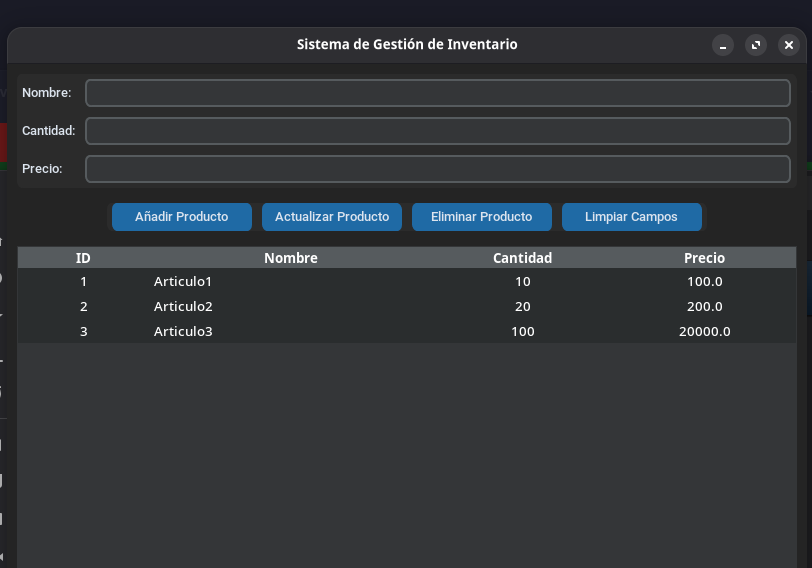 Sistema de Gestión de Inventario
Nombre:
Cantidad:
Precio:
Añadir Producto Actualizar Producto Eliminar Producto Limpiar Campos
ID Nombre Cantidad Precio
1 Articulo1 10 100.0
2 Articulo2 20 200.0
3 Articulo3 100 20000.0